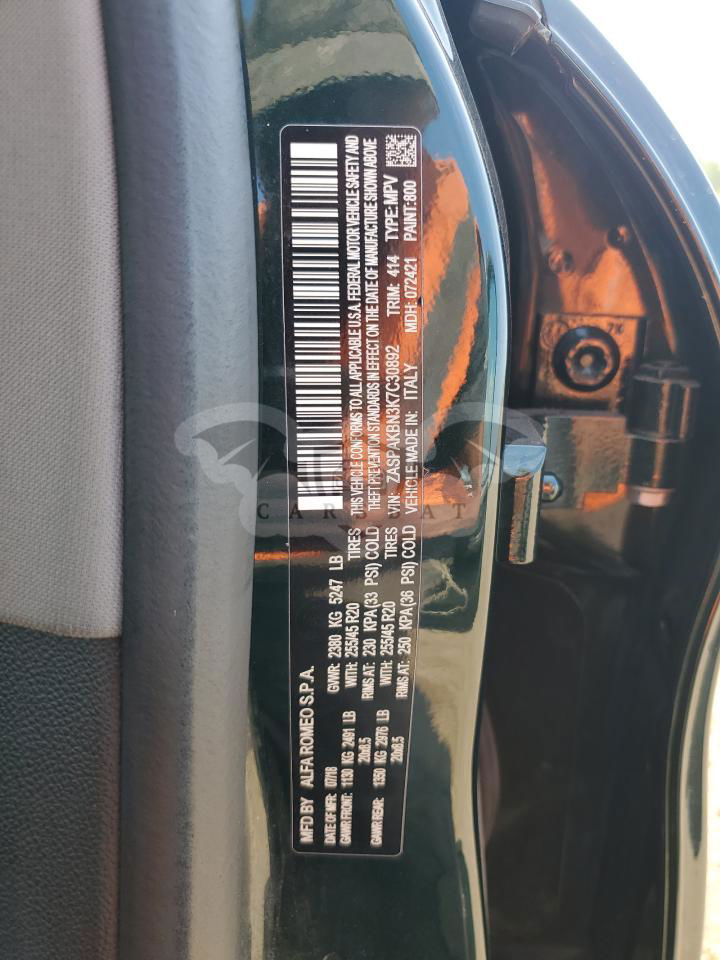 MFD BY ALFA ROMEO S.P.A.
DATE OF MFR: 07/18 GVWR: 2380 KG 5247 LB
GAWR FRONT: 1130 KG 2491 LB WITH: 255/45 R20 TIRES
20x8.5 RIMS AT: 230 KPA(33 PSI) COLD
GAWR REAR: 1350 KG 2976 LB WITH: 255/45 R20 TIRES
20x8.5 RIMS AT: 250 KPA(36 PSI) COLD
THIS VEHICLE CONFORMS TO ALL APPLICABLE U.S.A. FEDERAL MOTOR VEHICLE SAFETY AND
THEFT PREVENTION STANDARDS IN EFFECT ON THE DATE OF MANUFACTURE SHOWN ABOVE
VIN: ZASPAKBN3K7C30892 TRIM: 414 TYPE:MPV
VEHICLE MADE IN: ITALY MDH: 072421 PAINT:800